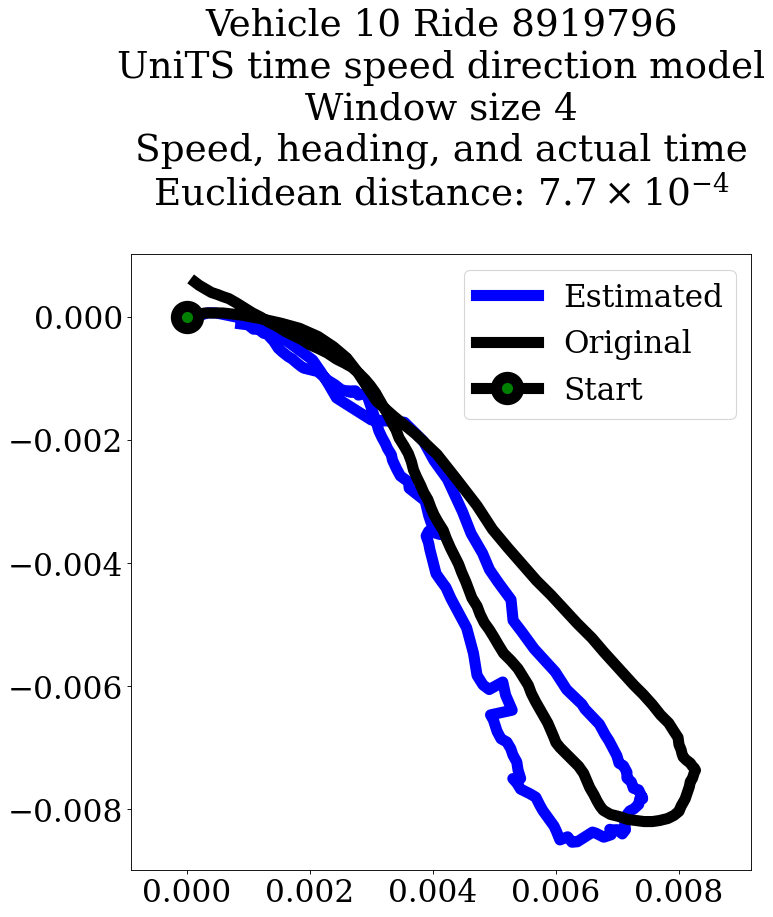 Vehicle 10 Ride 8919796
UniTS time speed direction model
Window size 4
Speed, heading, and actual time
Euclidean distance: 7.7 × 10⁻⁴
Estimated
Original
Start
0.000
−0.002
−0.004
−0.006
−0.008
0.000 0.002 0.004 0.006 0.008